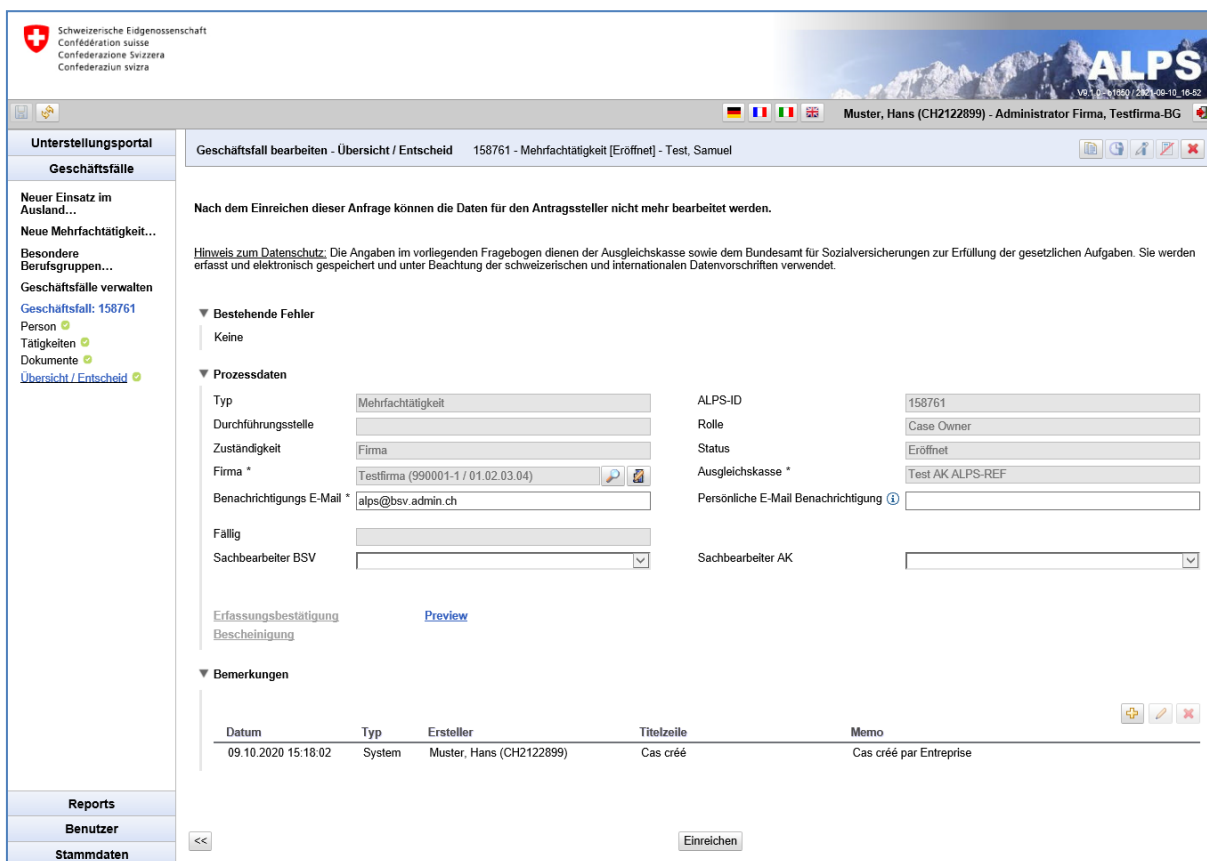 Schweizerische Eidgenossenschaft
Confédération suisse
Confederazione Svizzera
Confederaziun svizra
ALPS
V9.1.0 - b1650 / 2021-09-10_16-52
Muster, Hans (CH2122899) - Administrator Firma, Testfirma-BG
Unterstellungsportal
Geschäftsfälle
Neuer Einsatz im
Ausland...
Neue Mehrfachtätigkeit...
Besondere
Berufsgruppen...
Geschäftsfälle verwalten
Geschäftsfall: 158761
Person
Tätigkeiten
Dokumente
Übersicht / Entscheid
Reports
Benutzer
Stammdaten
Geschäftsfall bearbeiten - Übersicht / Entscheid 158761 - Mehrfachtätigkeit [Eröffnet] - Test, Samuel
Nach dem Einreichen dieser Anfrage können die Daten für den Antragssteller nicht mehr bearbeitet werden.
Hinweis zum Datenschutz: Die Angaben im vorliegenden Fragebogen dienen der Ausgleichskasse sowie dem Bundesamt für Sozialversicherungen zur Erfüllung der gesetzlichen Aufgaben. Sie werden
erfasst und elektronisch gespeichert und unter Beachtung der schweizerischen und internationalen Datenvorschriften verwendet.
Bestehende Fehler
Keine
Prozessdaten
Typ Mehrfachtätigkeit ALPS-ID 158761
Durchführungsstelle Rolle Case Owner
Zuständigkeit Firma Status Eröffnet
Firma * Testfirma (990001-1 / 01.02.03.04) Ausgleichskasse * Test AK ALPS-REF
Benachrichtigungs E-Mail * alps@bsv.admin.ch Persönliche E-Mail Benachrichtigung
Fällig
Sachbearbeiter BSV Sachbearbeiter AK
Erfassungsbestätigung Preview
Bescheinigung
Bemerkungen
Datum Typ Ersteller Titelzeile Memo
09.10.2020 15:18:02 System Muster, Hans (CH2122899) Cas créé Cas créé par Entreprise
<< Einreichen